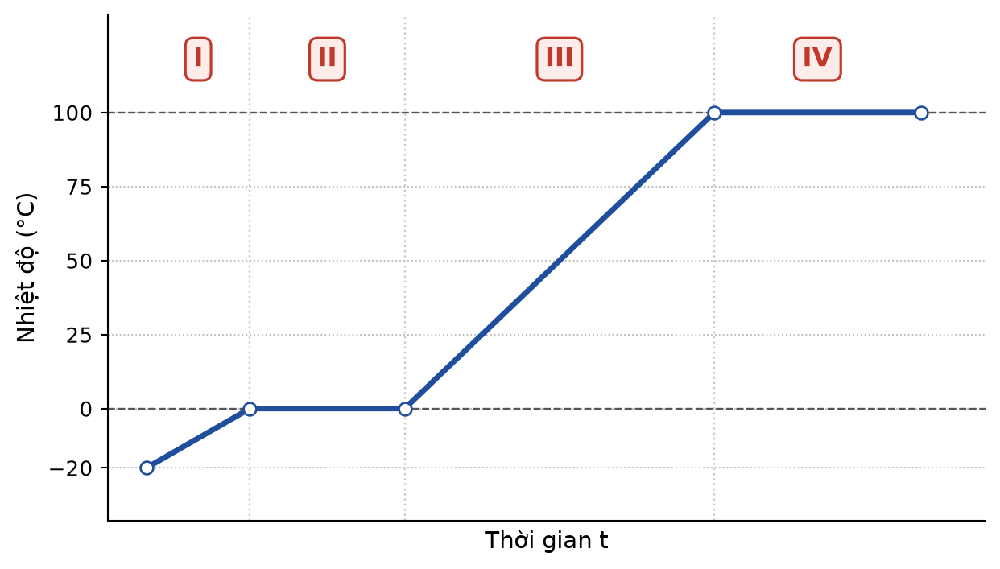 I
II
III
IV
100
75
50
25
0
−20
Nhiệt độ (°C)
Thời gian t